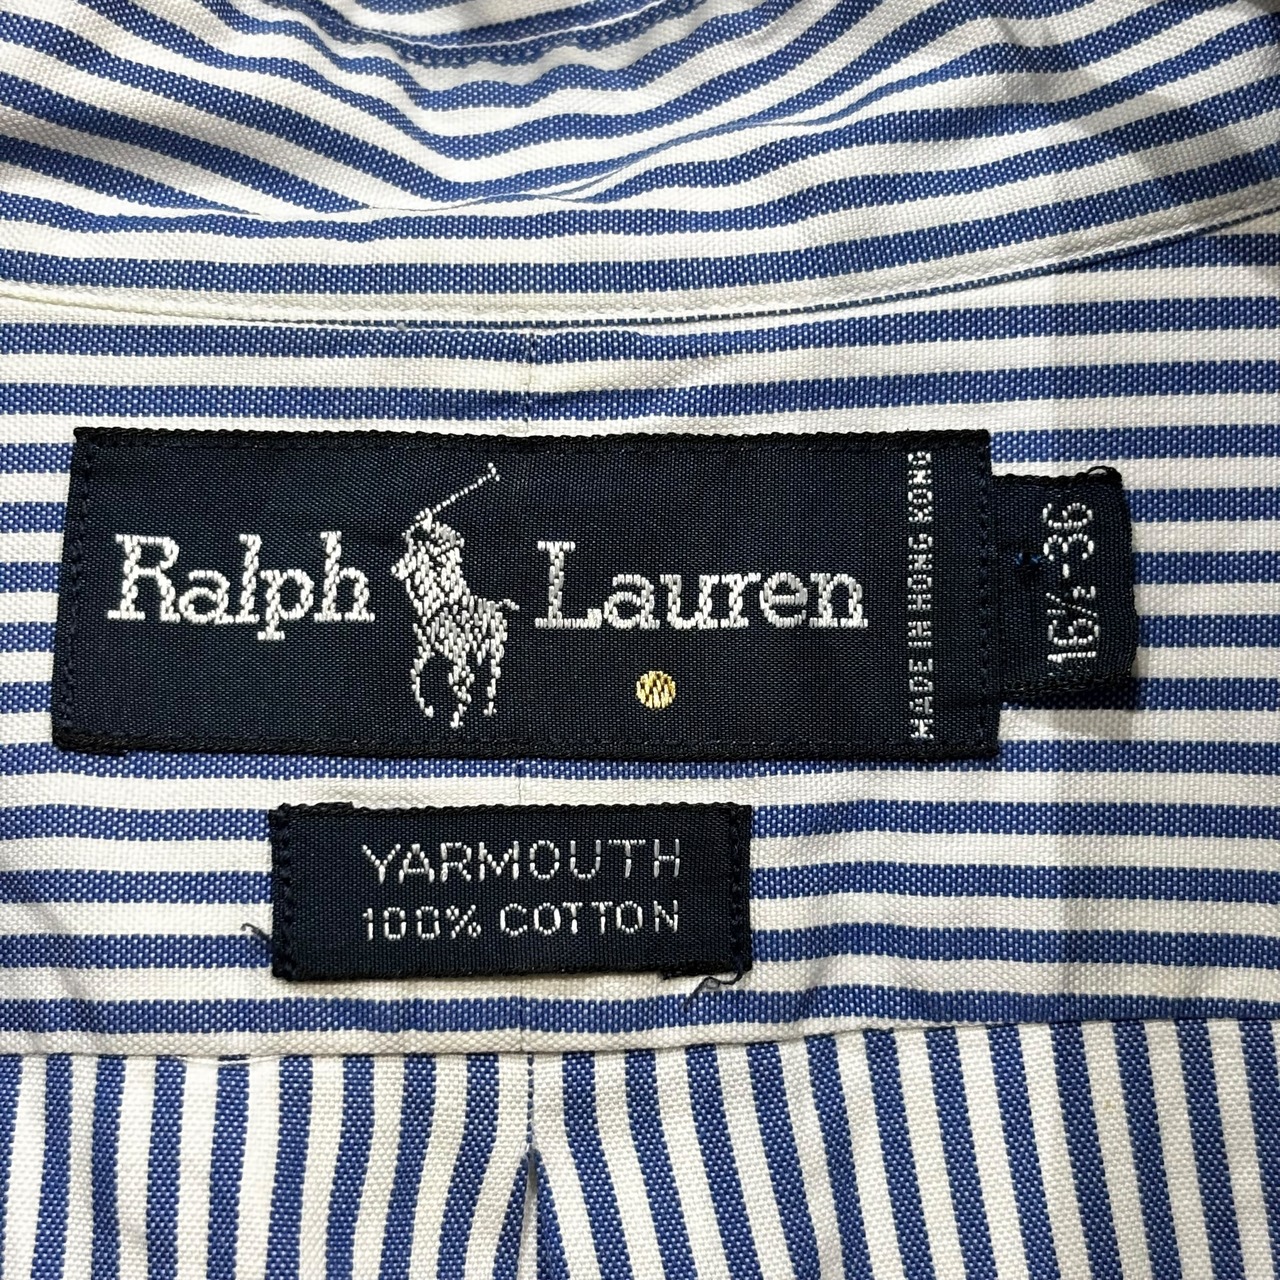 Ralph Lauren
MADE IN HONG KONG
16½-36
YARMOUTH
100% COTTON